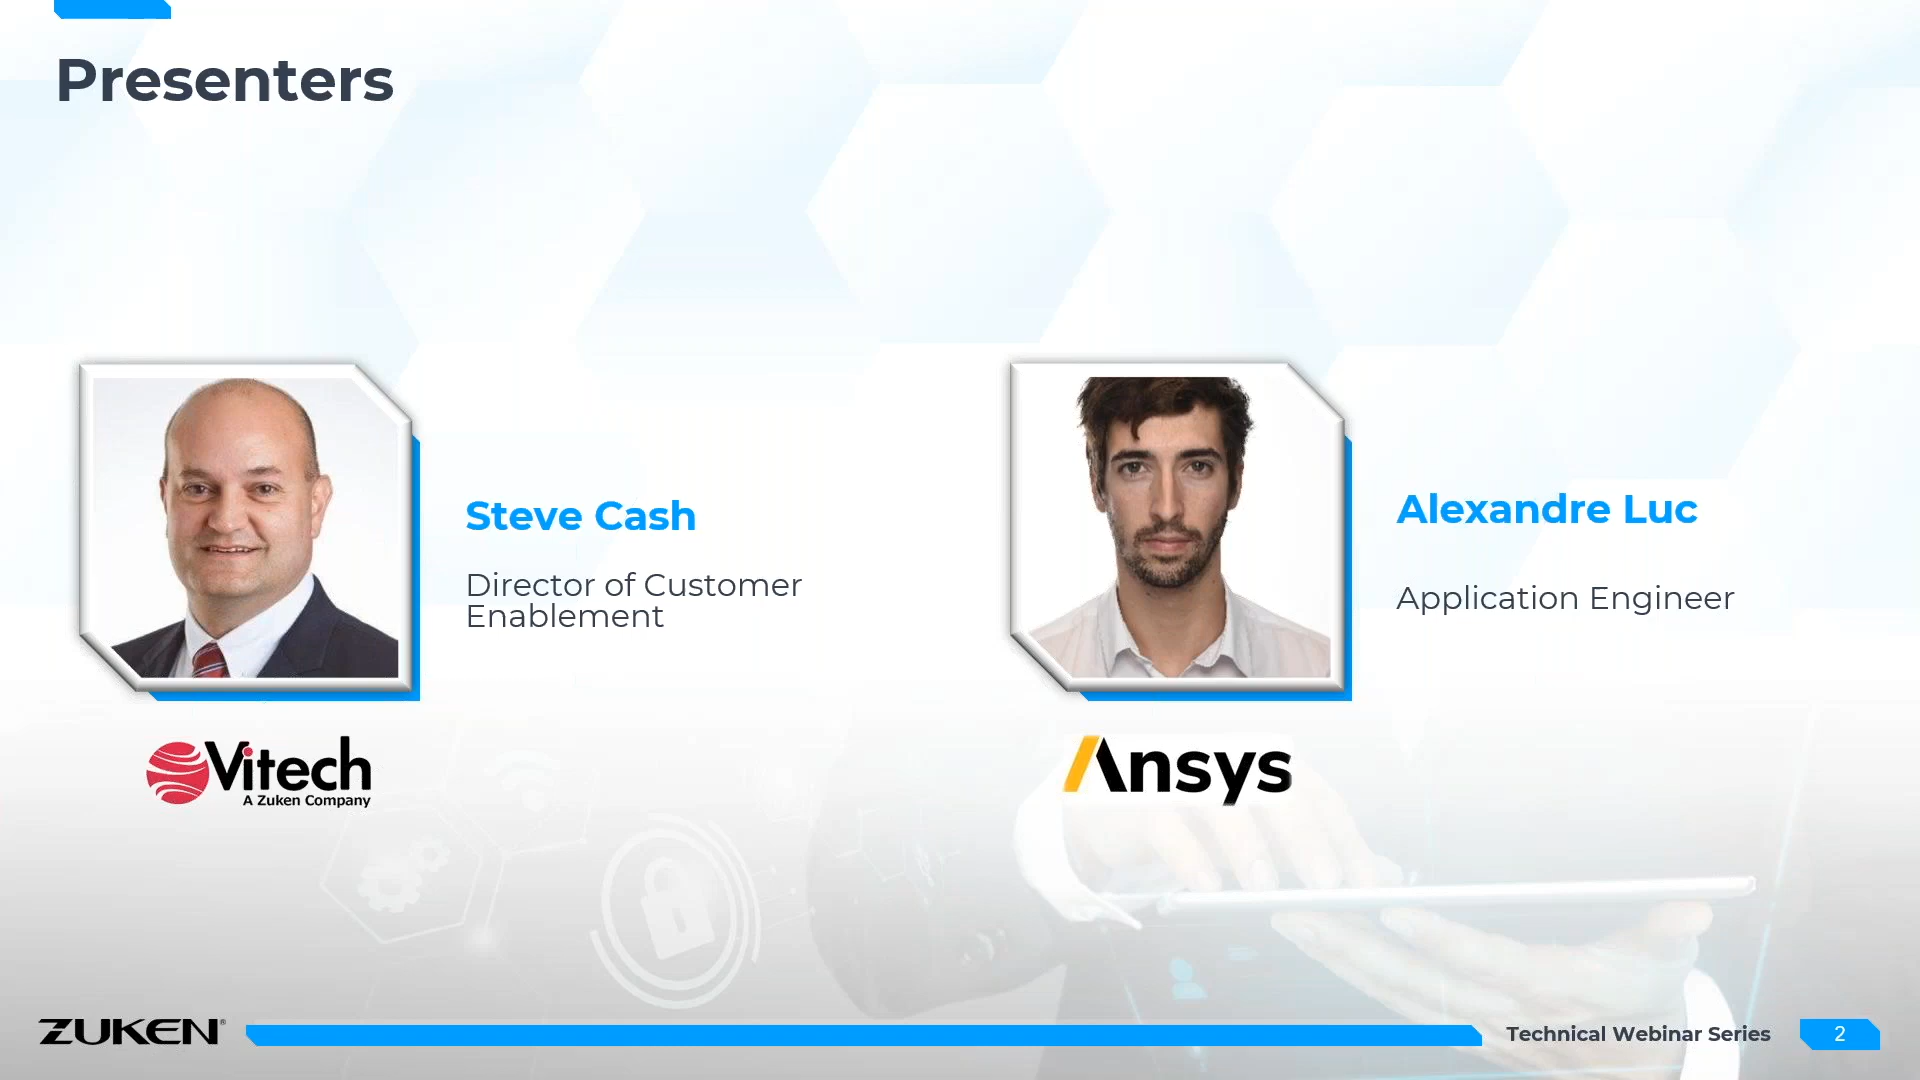 Presenters
Steve Cash
Director of Customer
Enablement
Vitech
A Zuken Company
Alexandre Luc
Application Engineer
Ansys
ZUKEN®
Technical Webinar Series
2